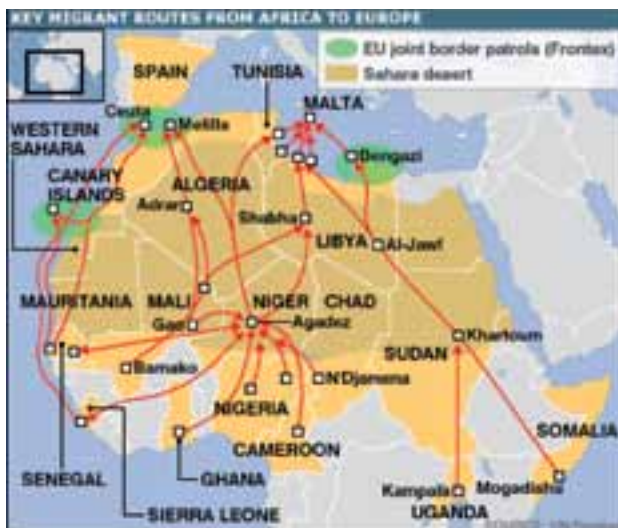 KEY MIGRANT ROUTES FROM AFRICA TO EUROPE
EU joint border patrols (Frontex)
Sahara desert
SPAIN
TUNISIA
MALTA
Ceuta
Melilla
WESTERN
SAHARA
Bengazi
CANARY
ISLANDS
ALGERIA
Adrar
Shabha
LIBYA
Al-Jawf
MAURITANIA
MALI
NIGER
CHAD
Gao
Agadez
Khartoum
SUDAN
Bamako
N'Djamena
NIGERIA
SOMALIA
CAMEROON
SENEGAL
GHANA
Kampala
Mogadishu
UGANDA
SIERRA LEONE